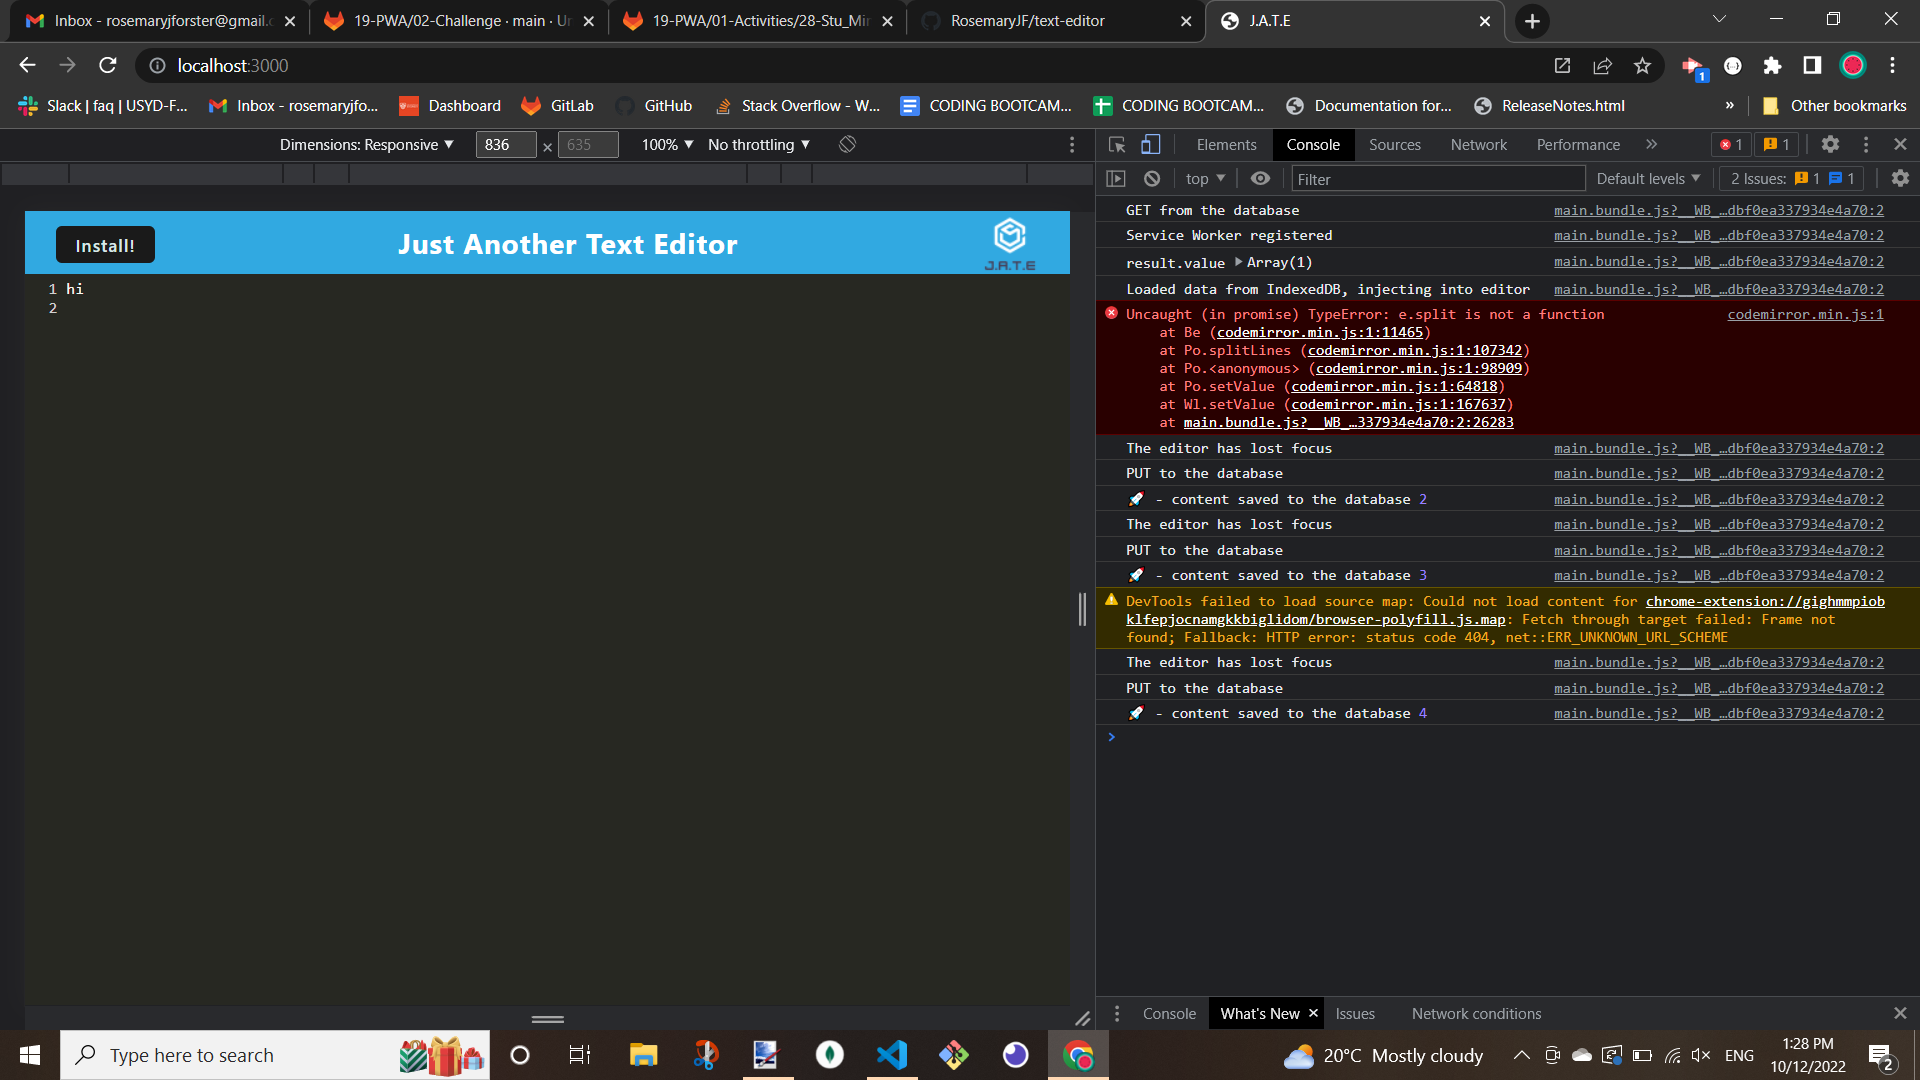 Inbox - rosemaryjforster@gmail.c
19-PWA/02-Challenge · main · Ur
19-PWA/01-Activities/28-Stu_Mir
RosemaryJF/text-editor
J.A.T.E
localhost:3000
1
Slack | faq | USYD-F...
Inbox - rosemaryjfo...
Dashboard
GitLab
GitHub
Stack Overflow - W...
CODING BOOTCAM...
CODING BOOTCAM...
Documentation for...
ReleaseNotes.html
»
Other bookmarks
Dimensions: Responsive
836 × 635
100%
No throttling
Elements
Console
Sources
Network
Performance
»
1
1
top
Filter
Default levels
2 Issues: 1 1
Install!
Just Another Text Editor
J.A.T.E
1 hi
2
GET from the database main.bundle.js?__WB_…dbf0ea337934e4a70:2
Service Worker registered main.bundle.js?__WB_…dbf0ea337934e4a70:2
result.value Array(1) main.bundle.js?__WB_…dbf0ea337934e4a70:2
Loaded data from IndexedDB, injecting into editor main.bundle.js?__WB_…dbf0ea337934e4a70:2
Uncaught (in promise) TypeError: e.split is not a function codemirror.min.js:1
at Be (codemirror.min.js:1:11465)
at Po.splitLines (codemirror.min.js:1:107342)
at Po.<anonymous> (codemirror.min.js:1:98909)
at Po.setValue (codemirror.min.js:1:64818)
at Wl.setValue (codemirror.min.js:1:167637)
at main.bundle.js?__WB_…337934e4a70:2:26283
The editor has lost focus main.bundle.js?__WB_…dbf0ea337934e4a70:2
PUT to the database main.bundle.js?__WB_…dbf0ea337934e4a70:2
🚀 - content saved to the database 2 main.bundle.js?__WB_…dbf0ea337934e4a70:2
The editor has lost focus main.bundle.js?__WB_…dbf0ea337934e4a70:2
PUT to the database main.bundle.js?__WB_…dbf0ea337934e4a70:2
🚀 - content saved to the database 3 main.bundle.js?__WB_…dbf0ea337934e4a70:2
DevTools failed to load source map: Could not load content for chrome-extension://gighmmpiob
klfepjocnamgkkbiglidom/browser-polyfill.js.map: Fetch through target failed: Frame not
found; Fallback: HTTP error: status code 404, net::ERR_UNKNOWN_URL_SCHEME
The editor has lost focus main.bundle.js?__WB_…dbf0ea337934e4a70:2
PUT to the database main.bundle.js?__WB_…dbf0ea337934e4a70:2
🚀 - content saved to the database 4 main.bundle.js?__WB_…dbf0ea337934e4a70:2
Console
What's New
Issues
Network conditions
Type here to search
20°C Mostly cloudy
ENG
1:28 PM
10/12/2022
2